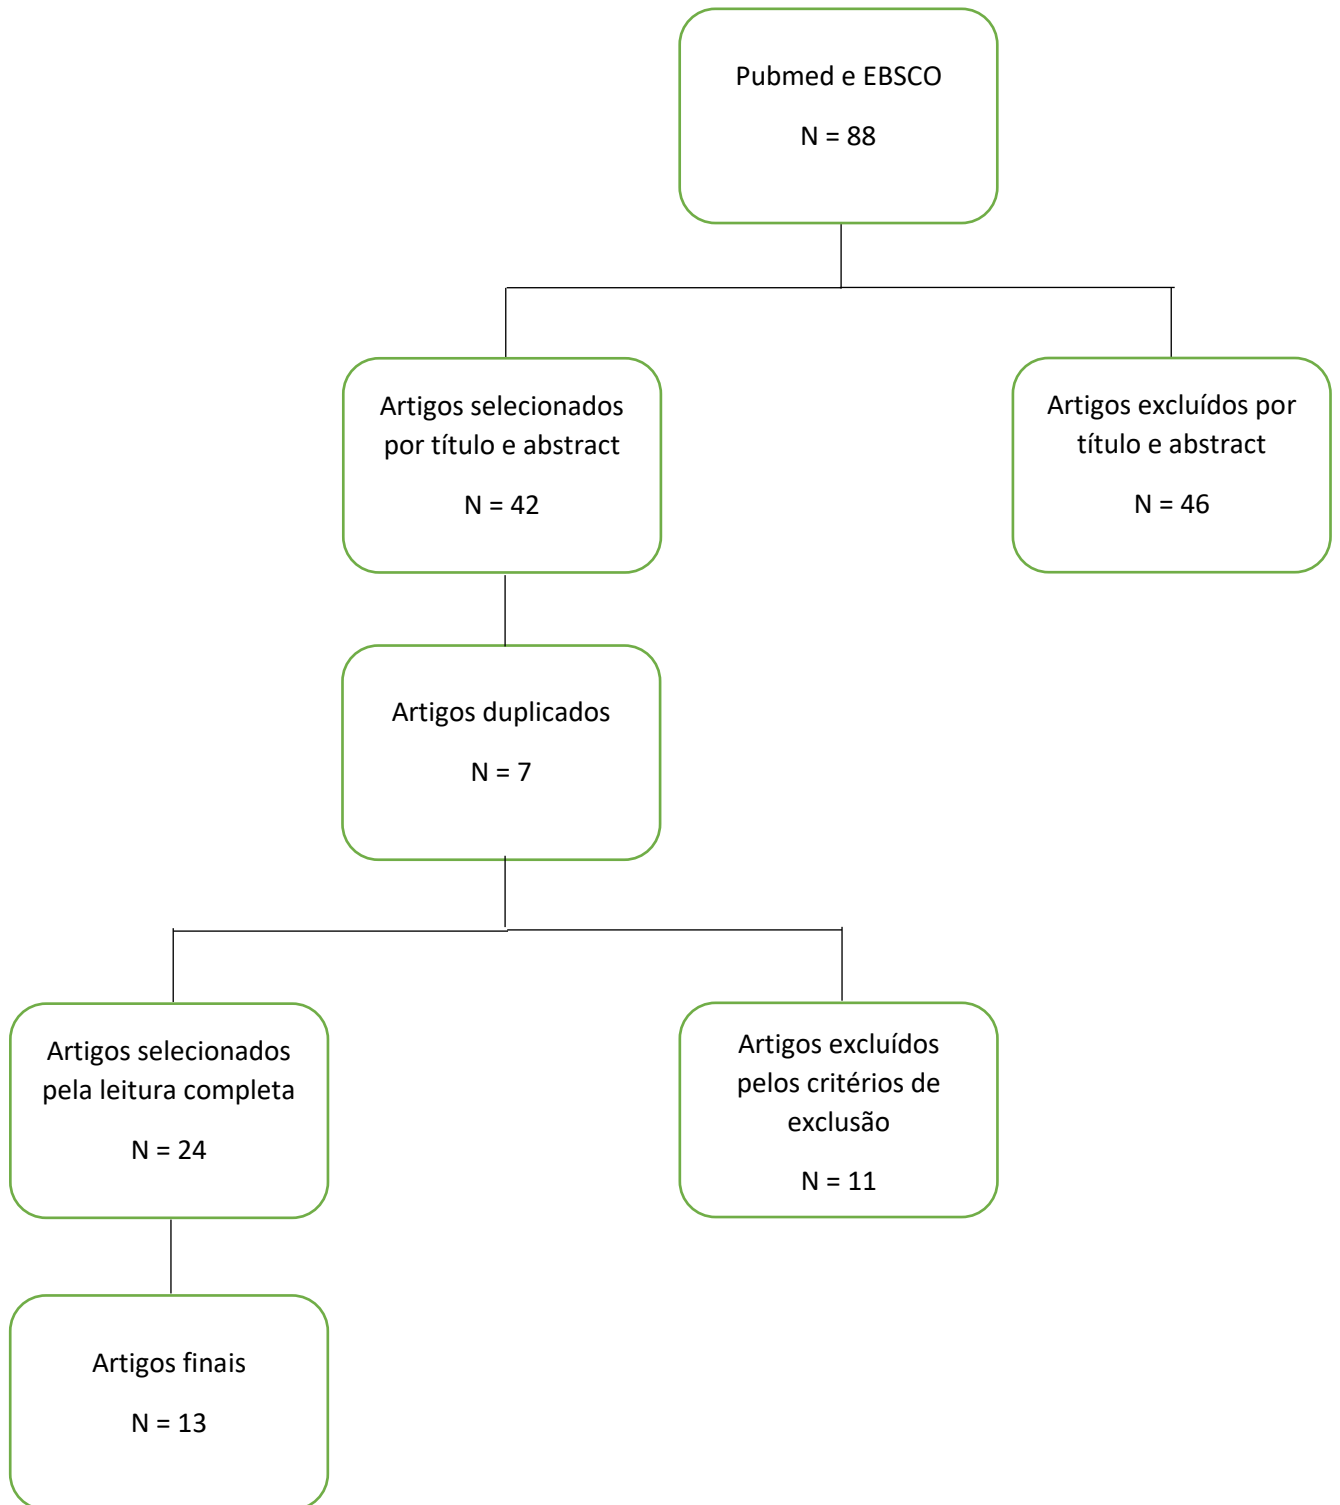 Pubmed e EBSCO
N = 88
Artigos selecionados
por título e abstract
N = 42
Artigos excluídos por
título e abstract
N = 46
Artigos duplicados
N = 7
Artigos selecionados
pela leitura completa
N = 24
Artigos excluídos
pelos critérios de
exclusão
N = 11
Artigos finais
N = 13